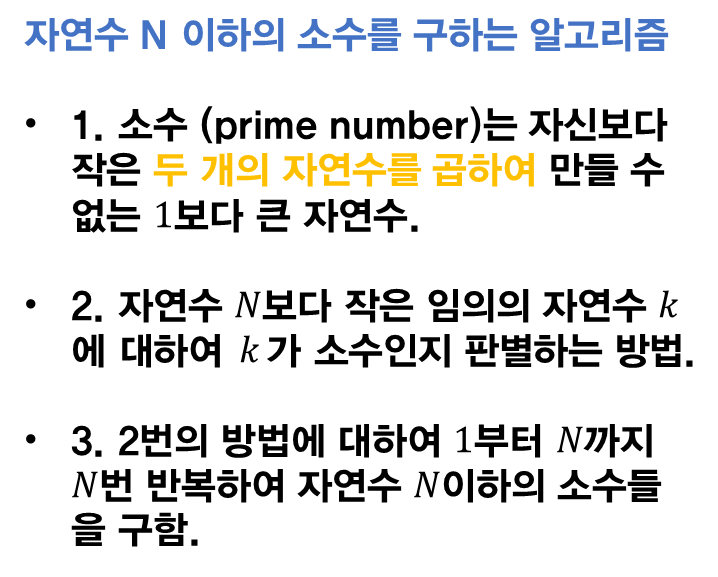 자연수 N 이하의 소수를 구하는 알고리즘
• 1. 소수 (prime number)는 자신보다
작은 두 개의 자연수를 곱하여 만들 수
없는 1보다 큰 자연수.
• 2. 자연수 N보다 작은 임의의 자연수 k
에 대하여 k가 소수인지 판별하는 방법.
• 3. 2번의 방법에 대하여 1부터 N까지
N번 반복하여 자연수 N이하의 소수들
을 구함.